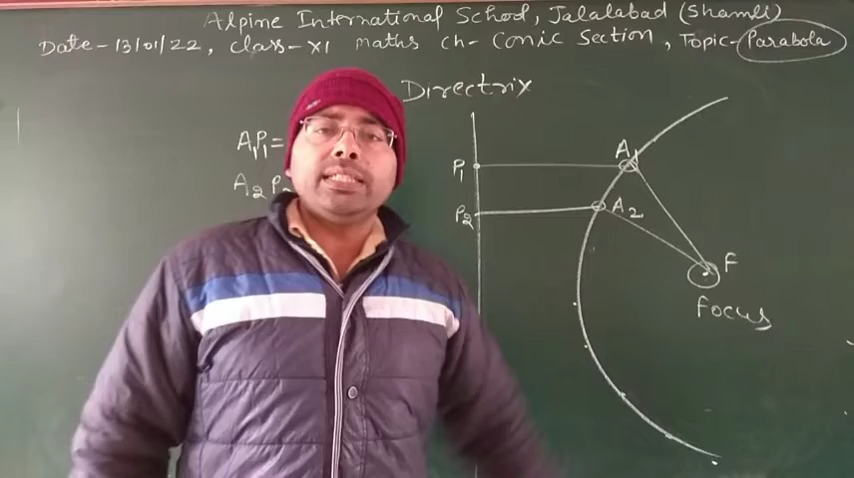 Alpine International School, Jalalabad (Shamli)
Date - 13/01/22, Class - XI maths Ch - Conic Section, Topic - Parabola
Directrix
A₁P₁ =
A₂P₂
P₁
A₁
P₂
A₂
F
Focus